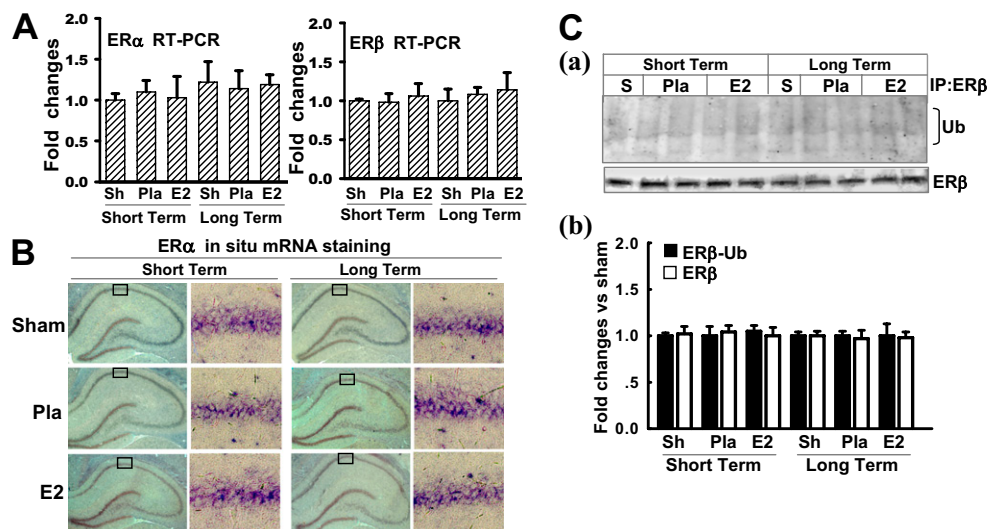 A
ERα RT-PCR
Fold changes
2.0
1.5
1.0
0.5
0.0
Sh Pla E2 Sh Pla E2
Short Term Long Term
ERβ RT-PCR
Fold changes
2.0
1.5
1.0
0.5
0.0
Sh Pla E2 Sh Pla E2
Short Term Long Term
B
ERα in situ mRNA staining
Short Term Long Term
Sham
Pla
E2
C
(a)
Short Term Long Term
S Pla E2 S Pla E2 IP:ERβ
Ub
ERβ
(b)
Fold changes vs sham
2.0
1.5
1.0
.5
0.0
ERβ-Ub
ERβ
Sh Pla E2 Sh Pla E2
Short Term Long Term